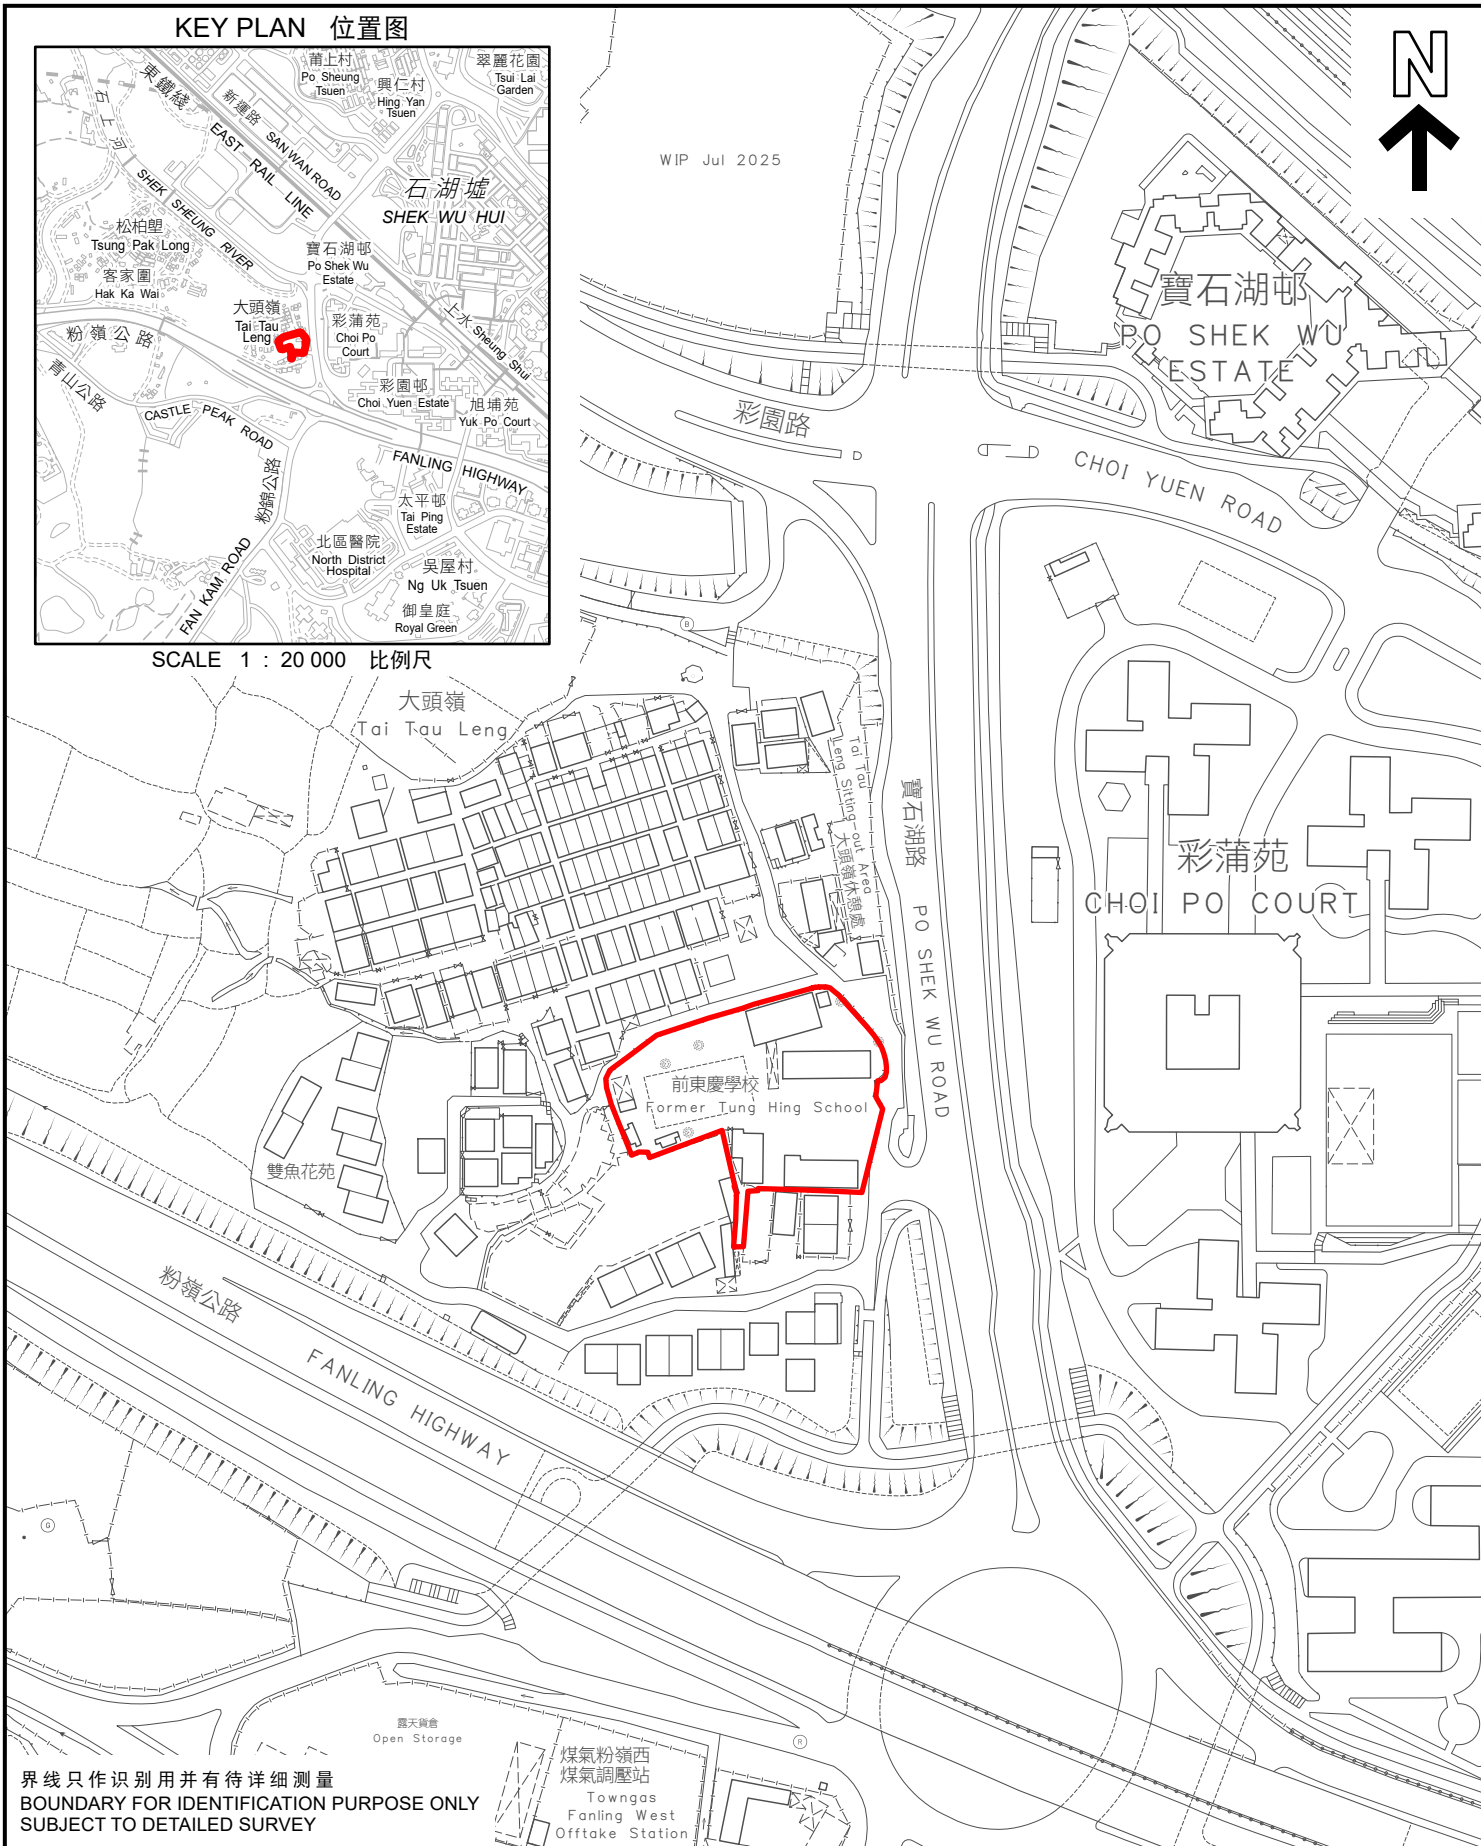 KEY PLAN 位置图
N
莆上村
Po Sheung
Tsuen
興仁村
Hing Yan
Tsuen
翠麗花園
Tsui Lai
Garden
東鐵綫
EAST RAIL LINE
新運路 SAN WAN ROAD
石上河
SHEK SHEUNG RIVER
石湖墟
SHEK WU HUI
松柏塱
Tsung Pak Long
客家圍
Hak Ka Wai
寶石湖邨
Po Shek Wu
Estate
大頭嶺
Tai Tau
Leng
彩蒲苑
Choi Po
Court
上水 Sheung Shui
粉嶺公路
青山公路
CASTLE PEAK ROAD
彩園邨
Choi Yuen Estate
旭埔苑
Yuk Po Court
FANLING HIGHWAY
粉錦公路
FAN KAM ROAD
太平邨
Tai Ping
Estate
北區醫院
North District
Hospital
吳屋村
Ng Uk Tsuen
御皇庭
Royal Green
SCALE 1 : 20 000 比例尺
WIP Jul 2025
寶石湖邨
PO SHEK WU
ESTATE
彩園路
CHOI YUEN ROAD
B
大頭嶺
Tai Tau Leng
Tai Tau
Leng Sitting-out Area
大頭嶺休憩處
寶石湖路
PO SHEK WU ROAD
彩蒲苑
CHOI PO COURT
前東慶學校
Former Tung Hing School
雙魚花苑
粉嶺公路
FANLING HIGHWAY
G
露天貨倉
Open Storage
R
煤氣粉嶺西
煤氣調壓站
Towngas
Fanling West
Offtake Station
界线只作识别用并有待详细测量
BOUNDARY FOR IDENTIFICATION PURPOSE ONLY
SUBJECT TO DETAILED SURVEY